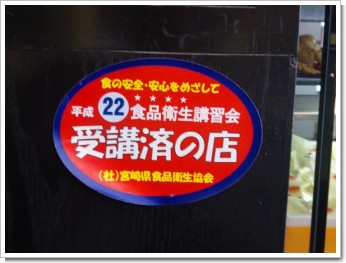 食の安全・安心をめざして
★★★★
平成 22 食品衛生講習会
受講済の店
（社）宮崎県食品衛生協会